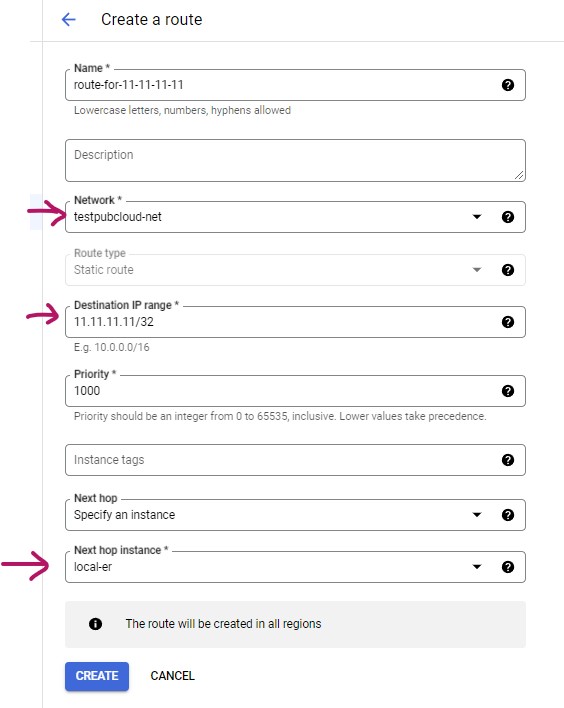 Create a route
Name *
route-for-11-11-11-11
Lowercase letters, numbers, hyphens allowed
Description
Network *
testpubcloud-net
Route type
Static route
Destination IP range *
11.11.11.11/32
E.g. 10.0.0.0/16
Priority *
1000
Priority should be an integer from 0 to 65535, inclusive. Lower values take precedence.
Instance tags
Next hop
Specify an instance
Next hop instance *
local-er
The route will be created in all regions
CREATE CANCEL